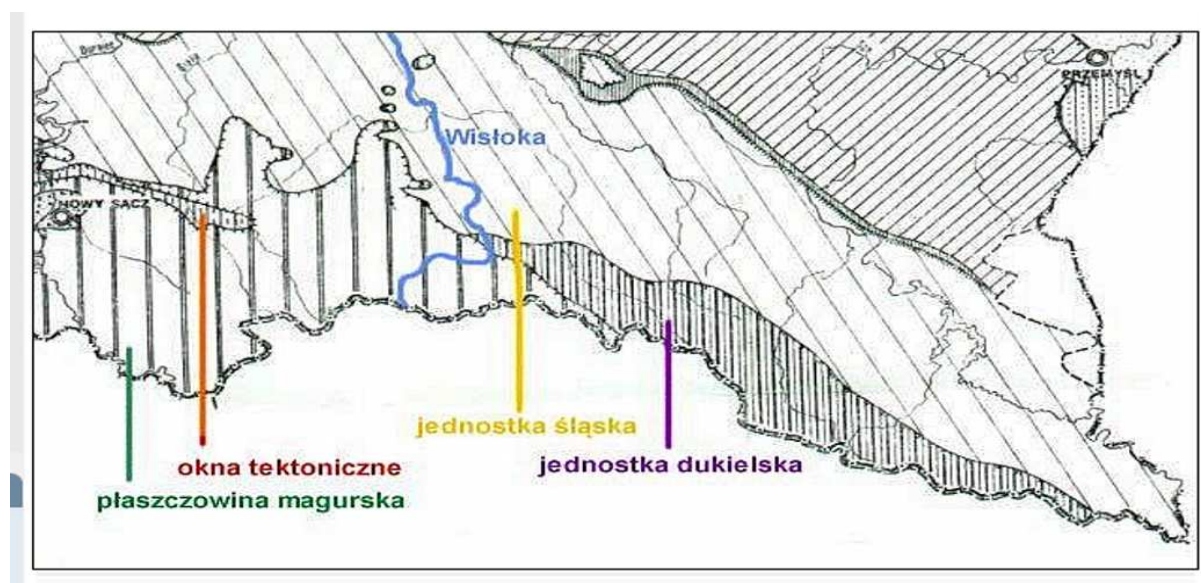 PRZEMYŚL
Wisłoka
NOWY SĄCZ
jednostka śląska
okna tektoniczne
jednostka dukielska
płaszczowina magurska